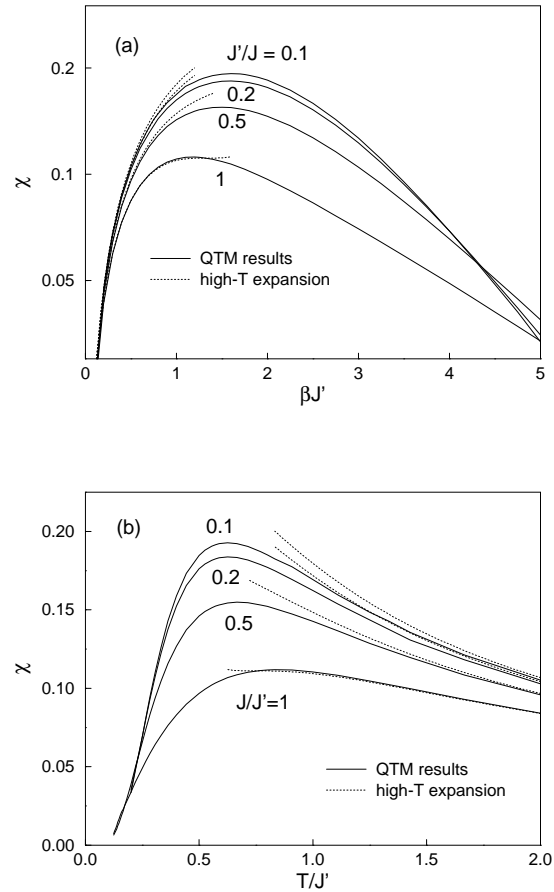 (a)
J'/J = 0.1
0.2
0.2
0.5
0.1
1
χ
QTM results
high-T expansion
0.05
0 1 2 3 4 5
βJ'
(b)
0.20
0.1
0.2
0.15
0.5
χ
0.10
J/J'=1
0.05
QTM results
high-T expansion
0.00
0.0 0.5 1.0 1.5 2.0
T/J'